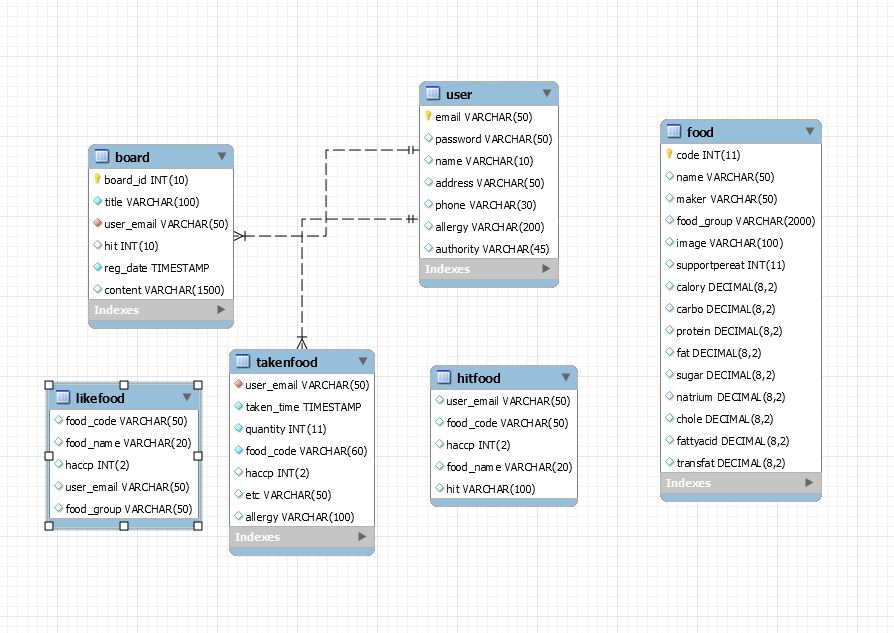 user
email VARCHAR(50)
password VARCHAR(50)
name VARCHAR(10)
address VARCHAR(50)
phone VARCHAR(30)
allergy VARCHAR(200)
authority VARCHAR(45)
Indexes
food
code INT(11)
name VARCHAR(50)
maker VARCHAR(50)
food_group VARCHAR(2000)
image VARCHAR(100)
supportpereat INT(11)
calory DECIMAL(8,2)
carbo DECIMAL(8,2)
protein DECIMAL(8,2)
fat DECIMAL(8,2)
sugar DECIMAL(8,2)
natrium DECIMAL(8,2)
chole DECIMAL(8,2)
fattyacid DECIMAL(8,2)
transfat DECIMAL(8,2)
Indexes
board
board_id INT(10)
title VARCHAR(100)
user_email VARCHAR(50)
hit INT(10)
reg_date TIMESTAMP
content VARCHAR(1500)
Indexes
takenfood
user_email VARCHAR(50)
taken_time TIMESTAMP
quantity INT(11)
food_code VARCHAR(60)
haccp INT(2)
etc VARCHAR(50)
allergy VARCHAR(100)
Indexes
hitfood
user_email VARCHAR(50)
food_code VARCHAR(50)
haccp INT(2)
food_name VARCHAR(20)
hit VARCHAR(100)
likefood
food_code VARCHAR(50)
food_name VARCHAR(20)
haccp INT(2)
user_email VARCHAR(50)
food_group VARCHAR(50)